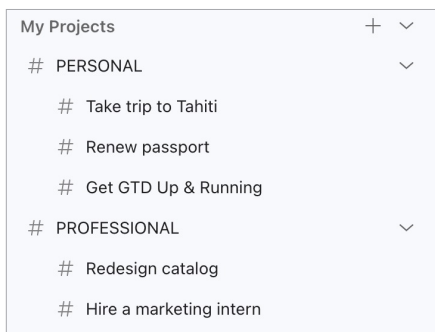 My Projects
# PERSONAL
# Take trip to Tahiti
# Renew passport
# Get GTD Up & Running
# PROFESSIONAL
# Redesign catalog
# Hire a marketing intern